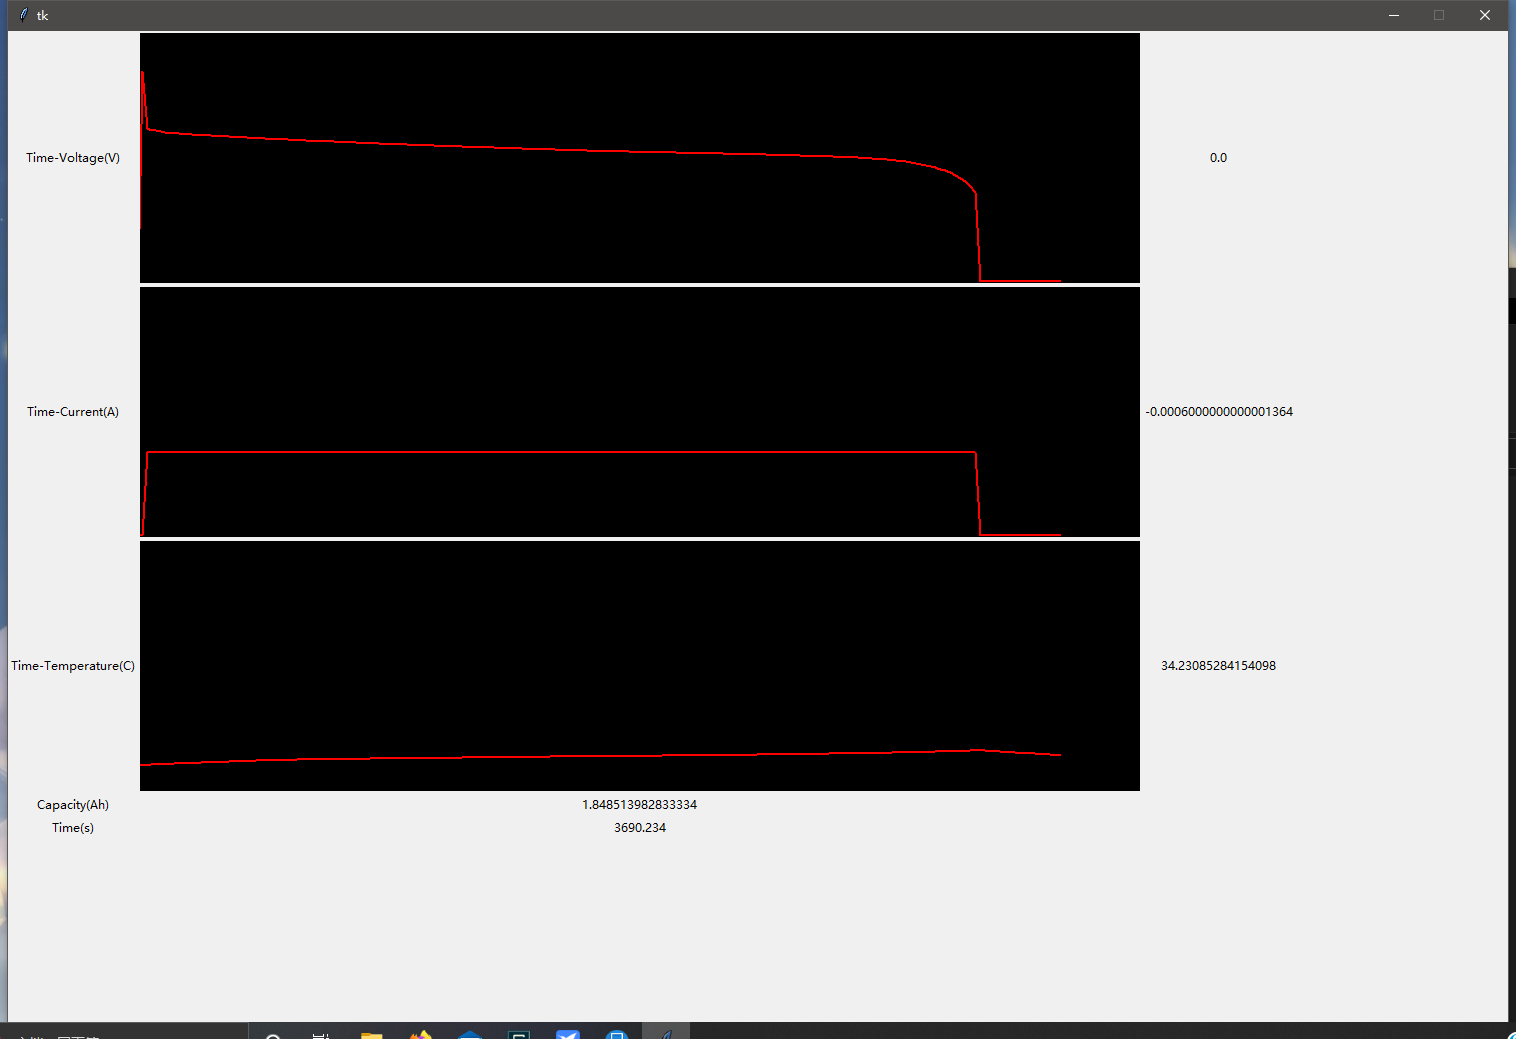 tk
Time-Voltage(V)
0.0
Time-Current(A)
-0.0006000000000001364
Time-Temperature(C)
34.23085284154098
Capacity(Ah)
1.848513982833334
Time(s)
3690.234